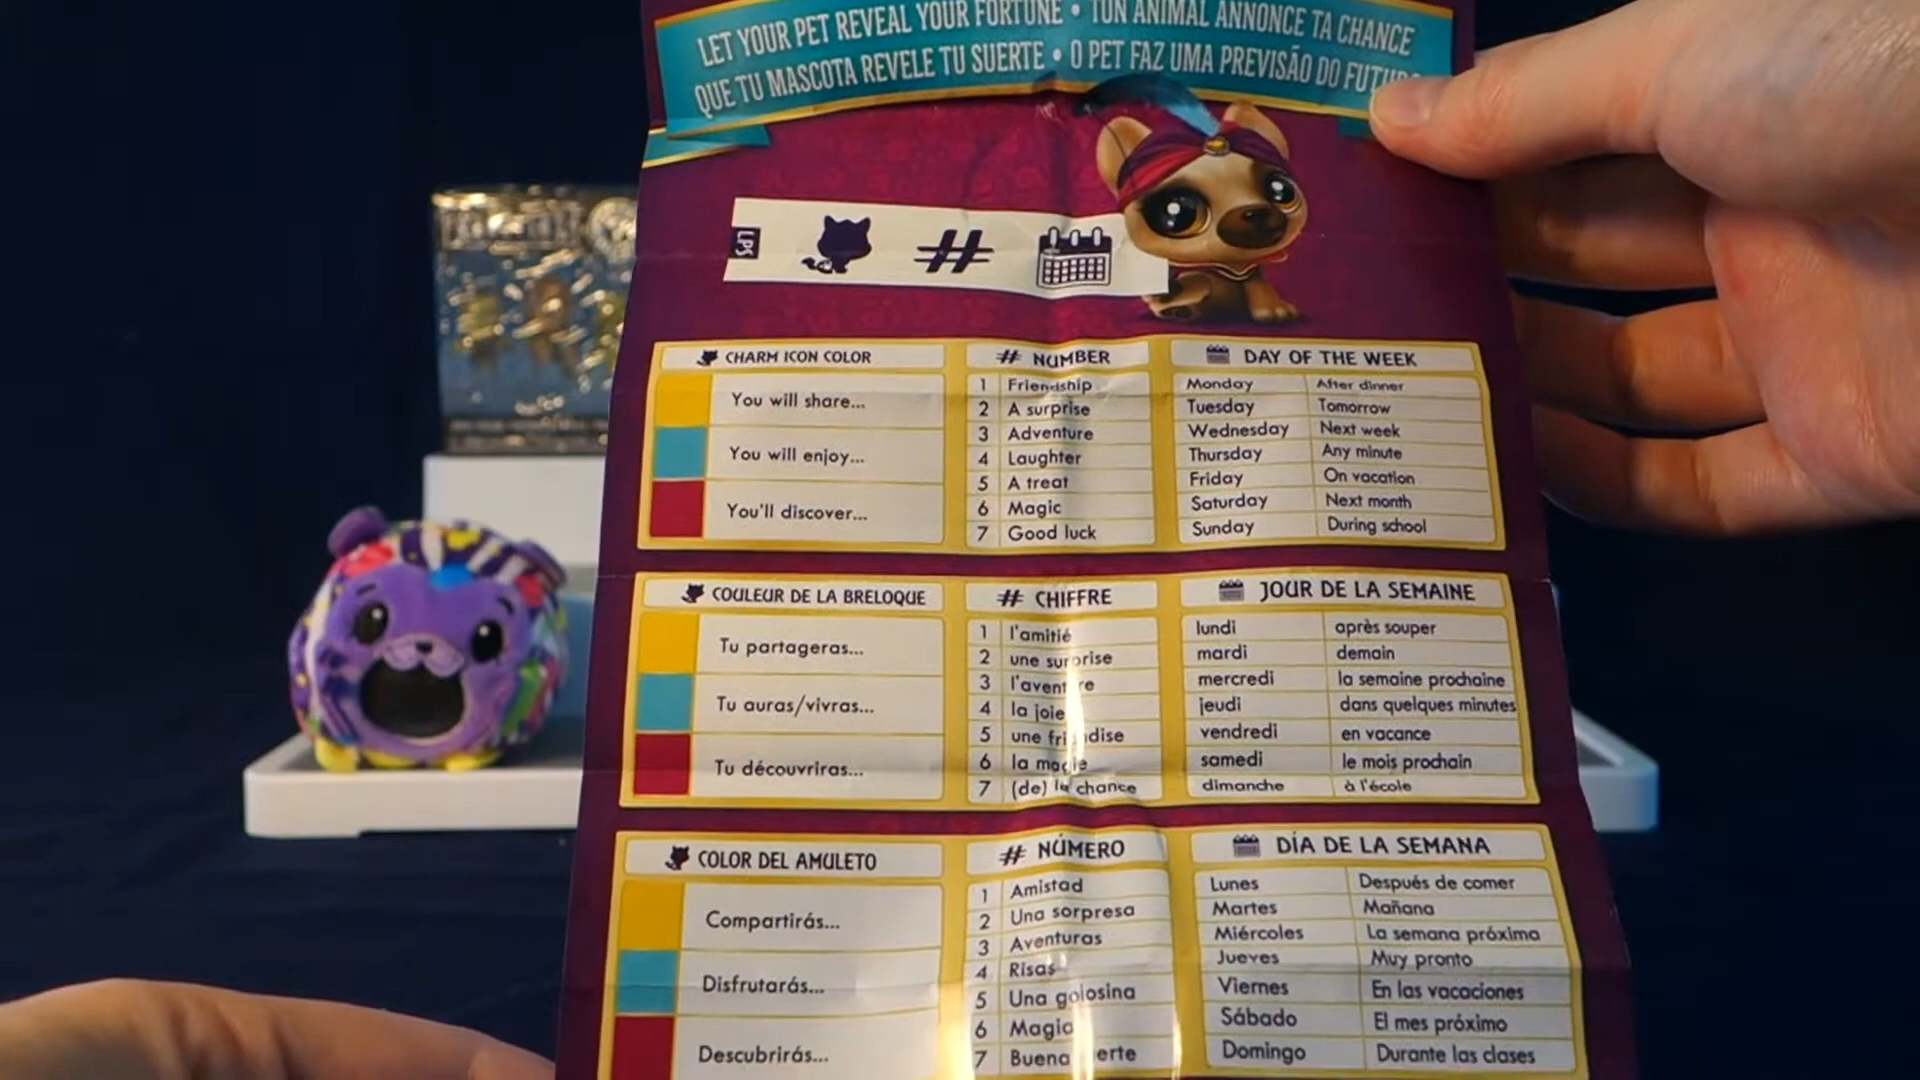 LET YOUR PET REVEAL YOUR FORTUNE • TON ANIMAL ANNONCE TA CHANCE
QUE TU MASCOTA REVELE TU SUERTE • O PET FAZ UMA PREVISÃO DO
LPS #
CHARM ICON COLOR
You will share...
You will enjoy...
You'll discover...
# NUMBER
1 Friendship
2 A surprise
3 Adventure
4 Laughter
5 A treat
6 Magic
7 Good luck
DAY OF THE WEEK
Monday After dinner
Tuesday Tomorrow
Wednesday Next week
Thursday Any minute
Friday On vacation
Saturday Next month
Sunday During school
COULEUR DE LA BRELOQUE
Tu partageras...
Tu auras/vivras...
Tu découvriras...
# CHIFFRE
1 l'amitié
2 une surprise
3 l'aventure
4 la joie
5 une friandise
6 la magie
7 (de) la chance
JOUR DE LA SEMAINE
lundi après souper
mardi demain
mercredi la semaine prochaine
jeudi dans quelques minutes
vendredi en vacance
samedi le mois prochain
dimanche à l'école
COLOR DEL AMULETO
Compartirás...
Disfrutarás...
Descubrirás...
# NÚMERO
1 Amistad
2 Una sorpresa
3 Aventuras
4 Risas
5 Una golosina
6 Magia
7 Buena
DÍA DE LA SEMANA
Lunes Después de comer
Martes Mañana
Miércoles La semana próxima
Jueves Muy pronto
Viernes En las vacaciones
Sábado El mes próximo
Domingo Durante las clases